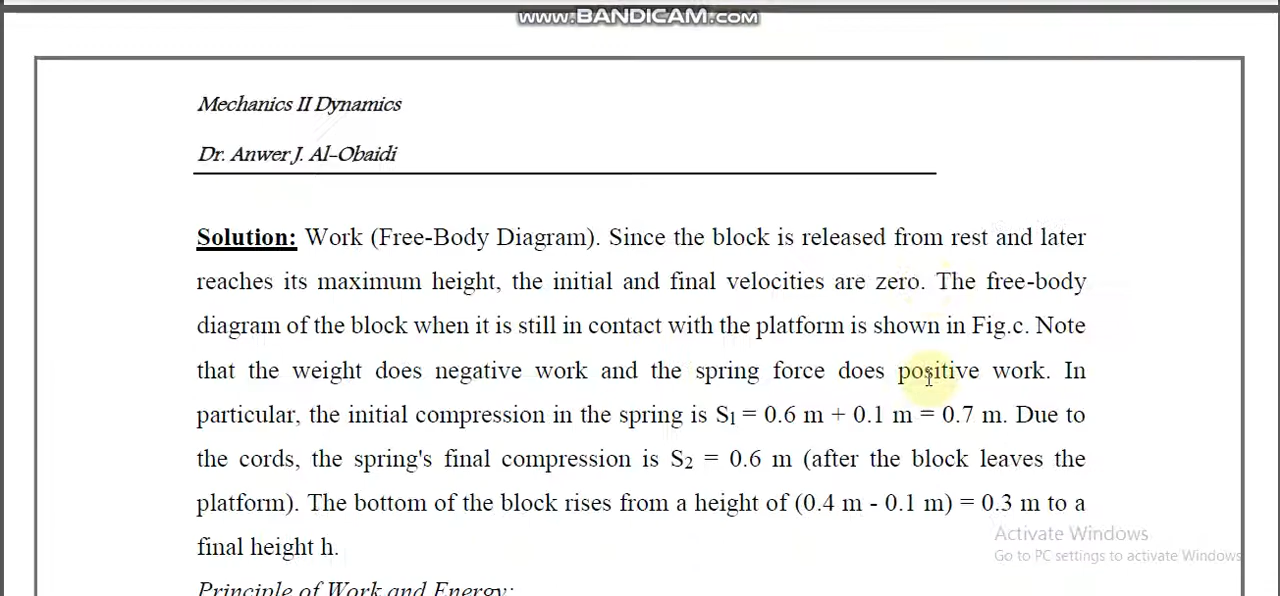 www.BANDICAM.com
Mechanics II Dynamics
Dr. Anwer J. Al-Obaidi
Solution: Work (Free-Body Diagram). Since the block is released from rest and later
reaches its maximum height, the initial and final velocities are zero. The free-body
diagram of the block when it is still in contact with the platform is shown in Fig.c. Note
that the weight does negative work and the spring force does positive work. In
particular, the initial compression in the spring is S₁ = 0.6 m + 0.1 m = 0.7 m. Due to
the cords, the spring's final compression is S₂ = 0.6 m (after the block leaves the
platform). The bottom of the block rises from a height of (0.4 m - 0.1 m) = 0.3 m to a
final height h.
Activate Windows
Go to PC settings to activate Windows
Principle of Work and Energy: